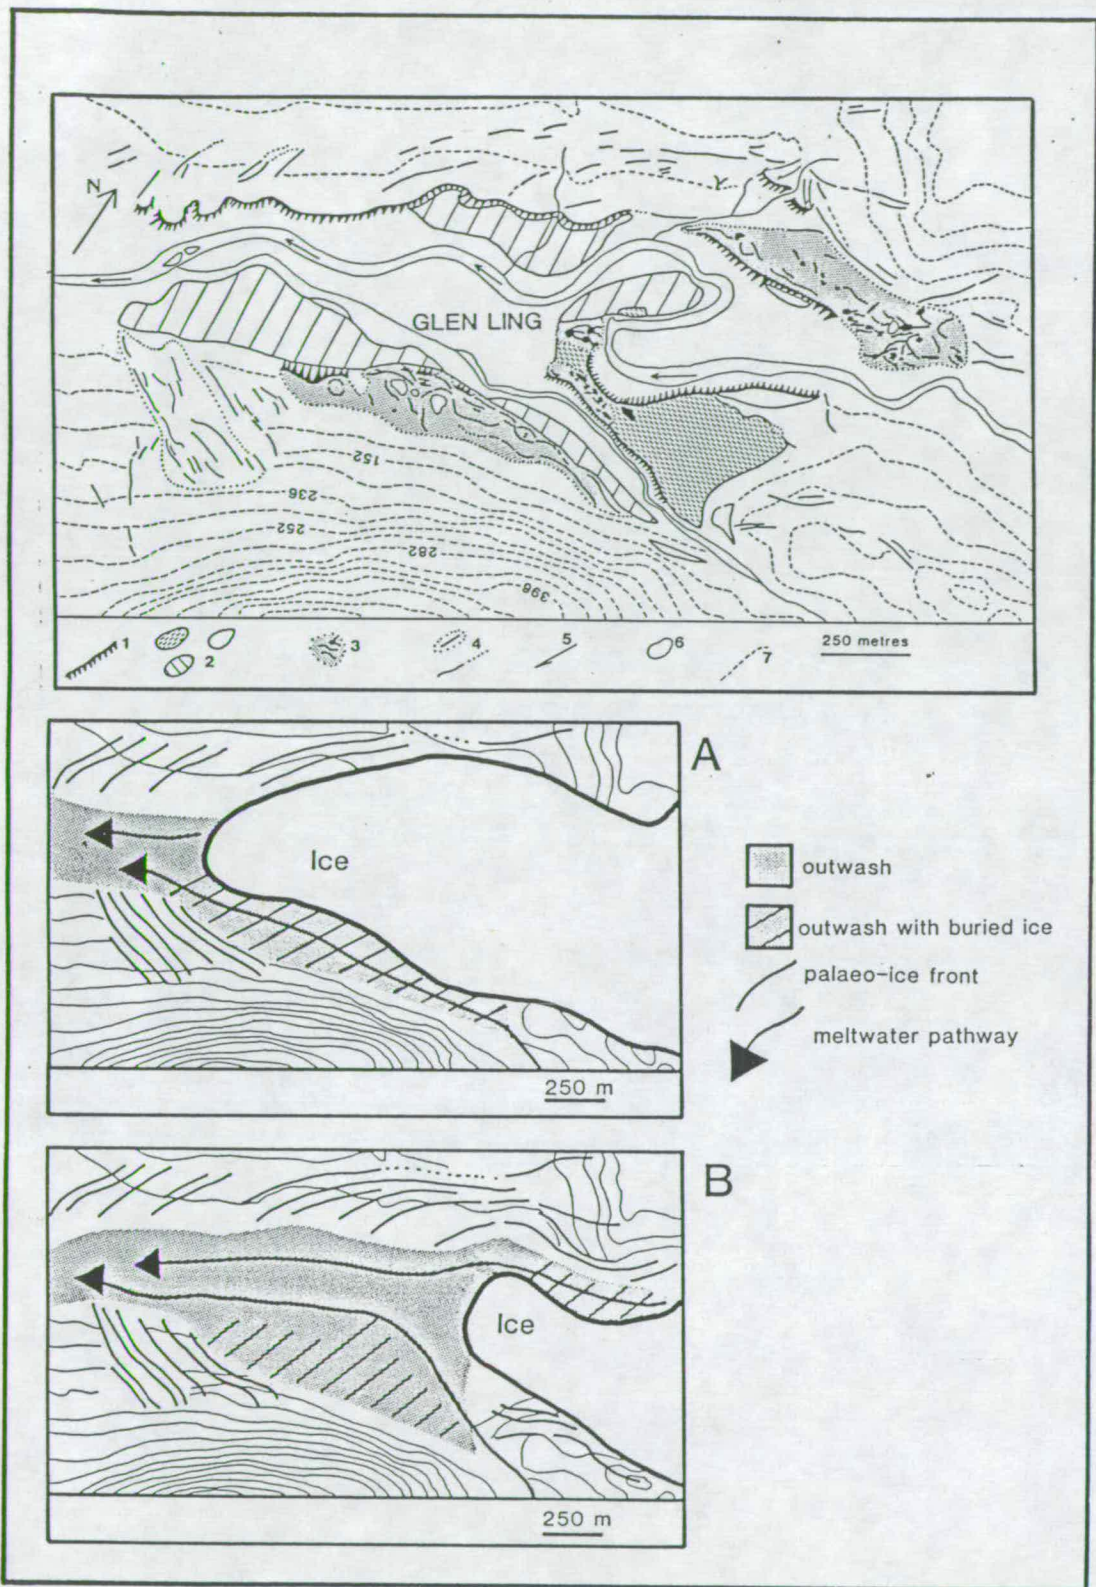 N
GLEN LING
152
236
252
282
398
1 2 3 4 5 6 7 250 metres
A
Ice
outwash
outwash with buried ice
palaeo-ice front
meltwater pathway
250 m
B
Ice
250 m